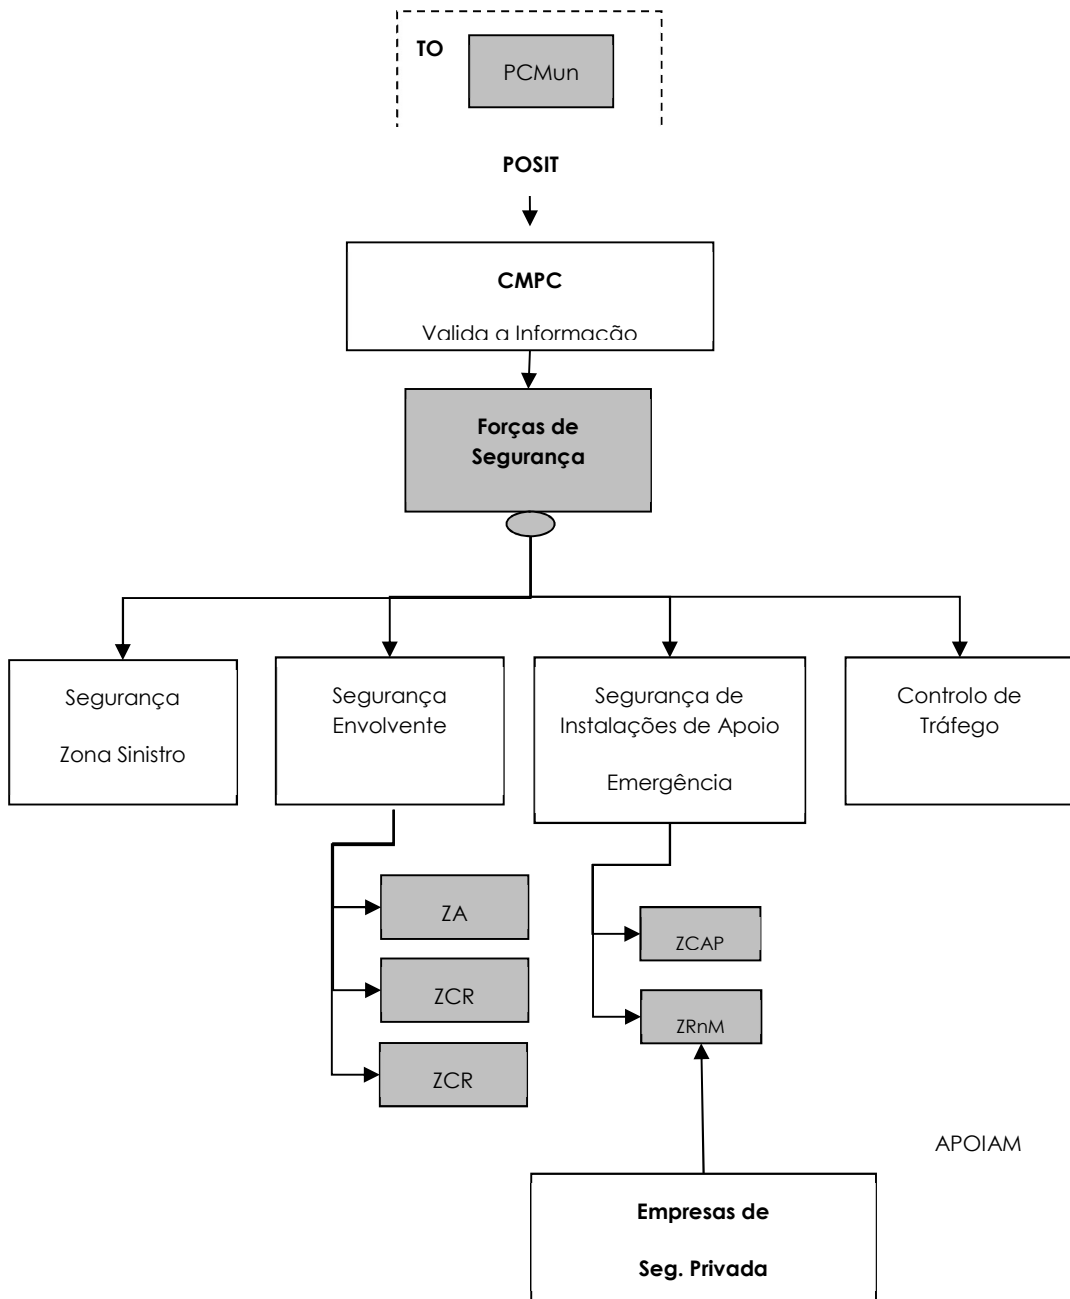 TO
PCMun
POSIT
CMPC
Valida a Informação
Forças de
Segurança
Segurança
Zona Sinistro
Segurança
Envolvente
Segurança de
Instalações de Apoio
Emergência
Controlo de
Tráfego
ZA
ZCR
ZCR
ZCAP
ZRnM
APOIAM
Empresas de
Seg. Privada